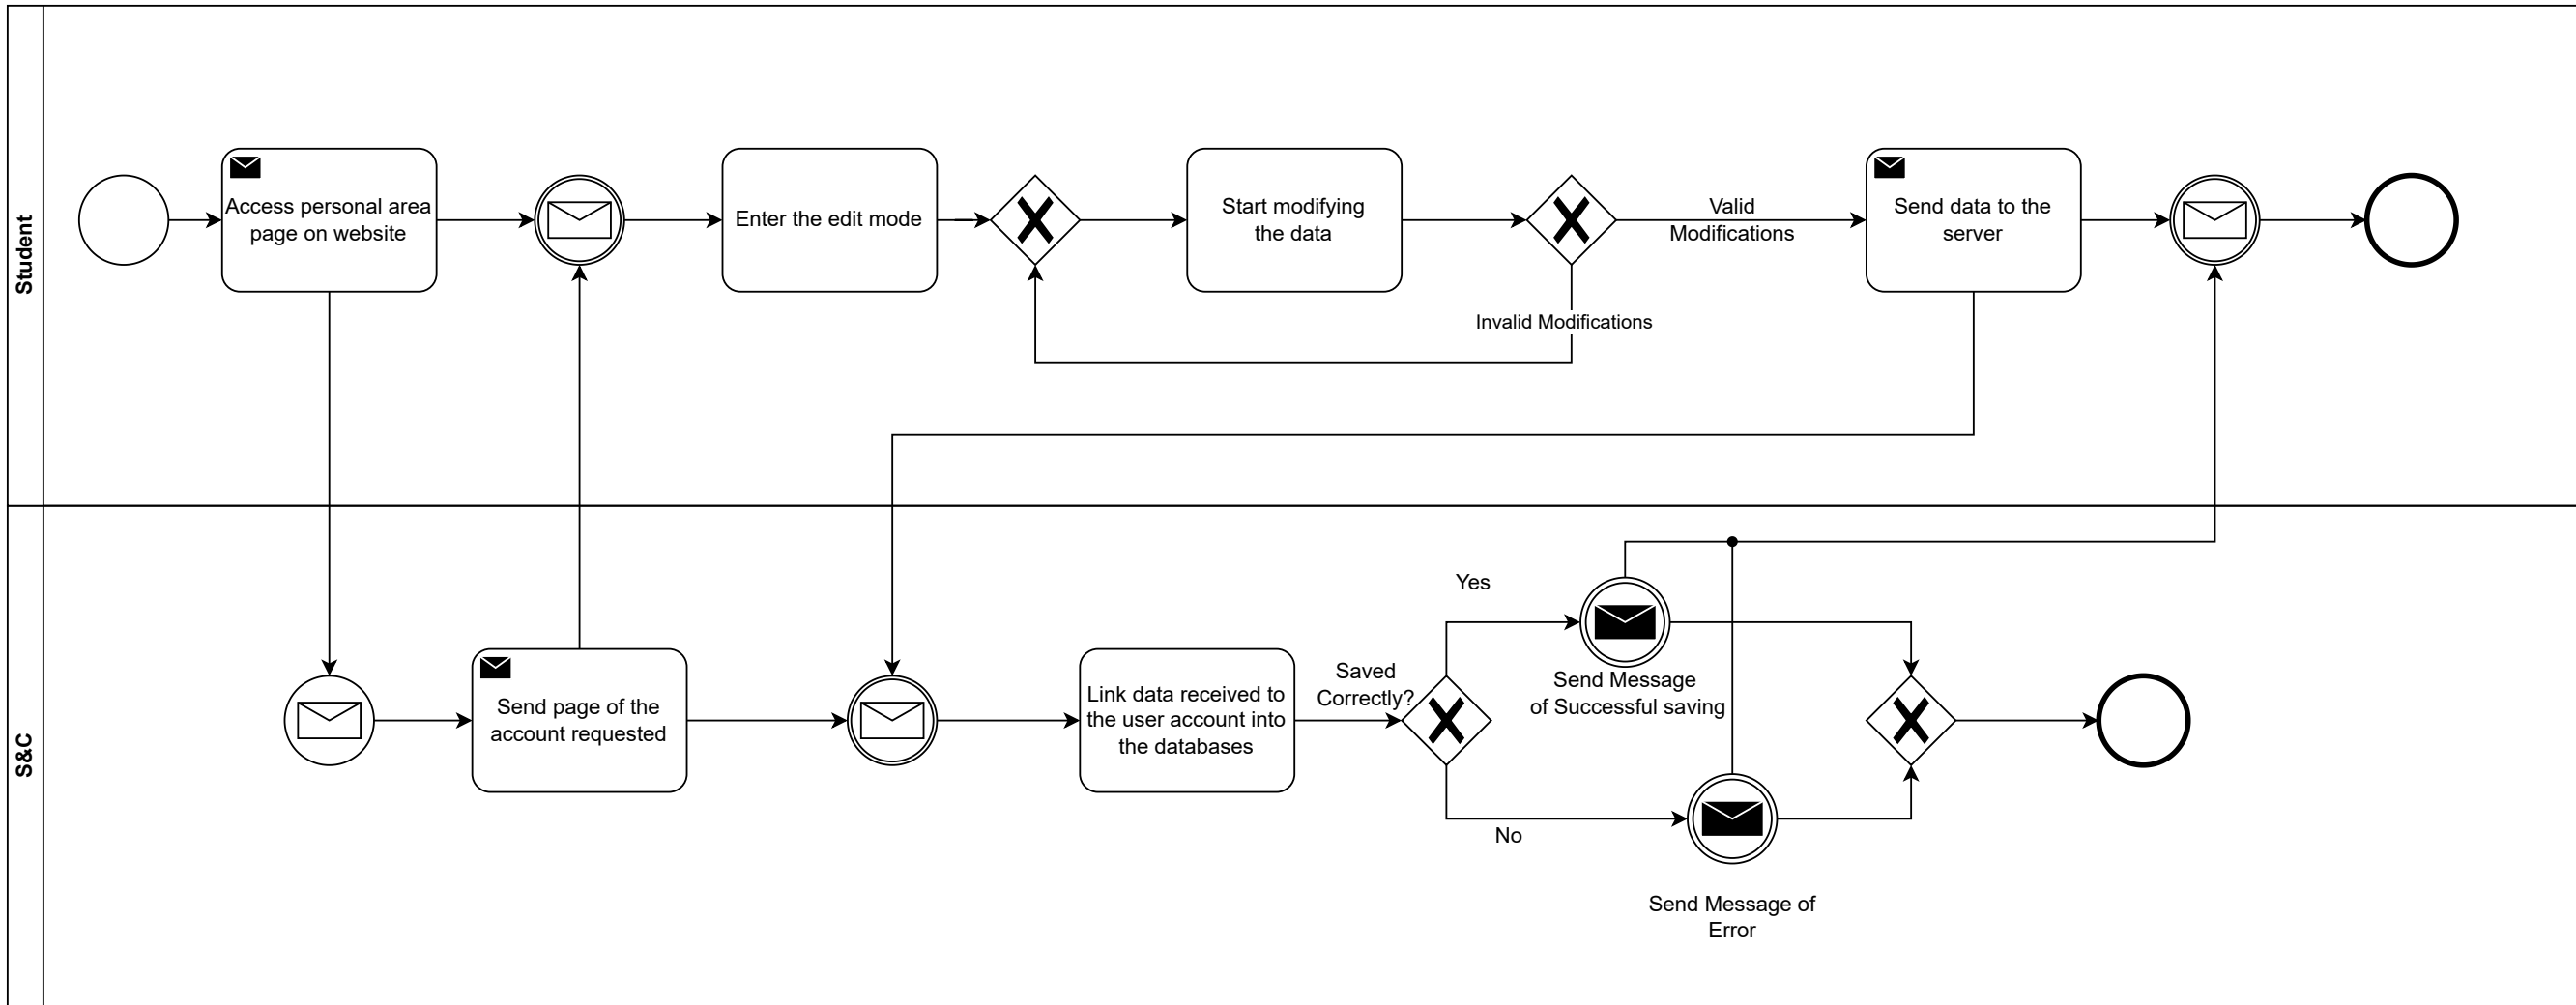 Student
Access personal area
page on website
Enter the edit mode
Start modifying
the data
Valid
Modifications
Invalid Modifications
Send data to the
server
S&C
Send page of the
account requested
Link data received to
the user account into
the databases
Saved
Correctly?
Yes
Send Message
of Successful saving
No
Send Message of
Error